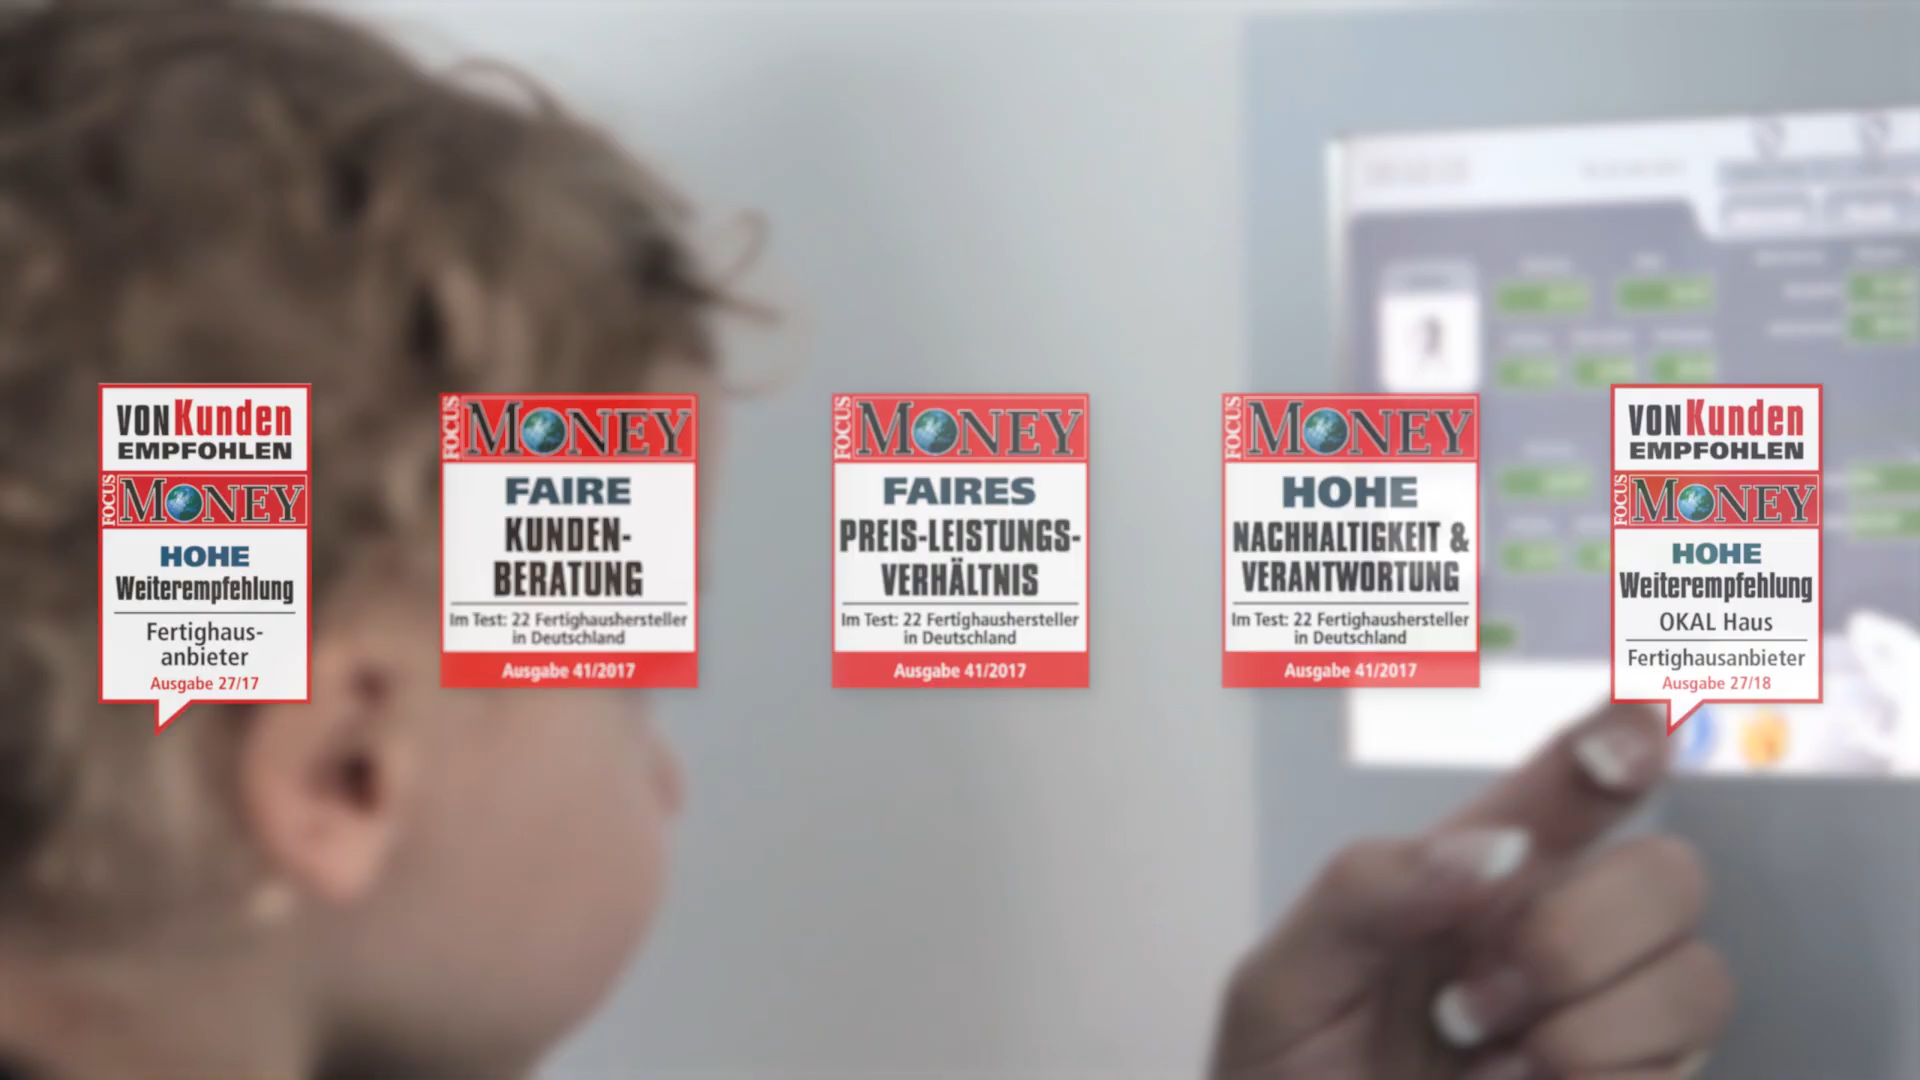 VON Kunden
EMPFOHLEN
FOCUS MONEY
HOHE
Weiterempfehlung
Fertighaus-
anbieter
Ausgabe 27/17
FOCUS MONEY
FAIRE
KUNDEN-
BERATUNG
Im Test: 22 Fertighaushersteller
in Deutschland
Ausgabe 41/2017
FOCUS MONEY
FAIRES
PREIS-LEISTUNGS-
VERHÄLTNIS
Im Test: 22 Fertighaushersteller
in Deutschland
Ausgabe 41/2017
FOCUS MONEY
HOHE
NACHHALTIGKEIT &
VERANTWORTUNG
Im Test: 22 Fertighaushersteller
in Deutschland
Ausgabe 41/2017
VON Kunden
EMPFOHLEN
FOCUS MONEY
HOHE
Weiterempfehlung
OKAL Haus
Fertighausanbieter
Ausgabe 27/18